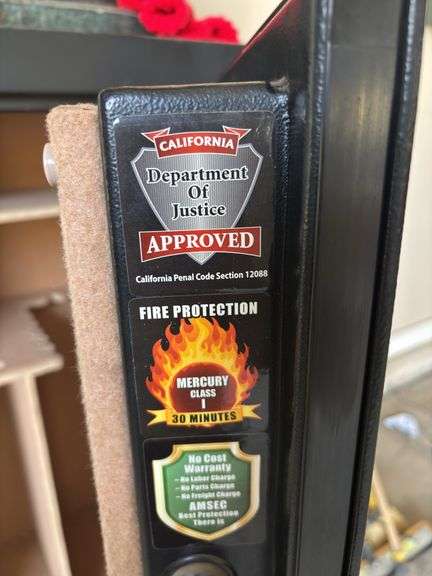 CALIFORNIA
Department
Of
Justice
APPROVED
California Penal Code Section 12088
FIRE PROTECTION
MERCURY
CLASS
I
30 MINUTES
No Cost
Warranty
– No Labor Charge
– No Parts Charge
– No Freight Charge
AMSEC
Best Protection
There is